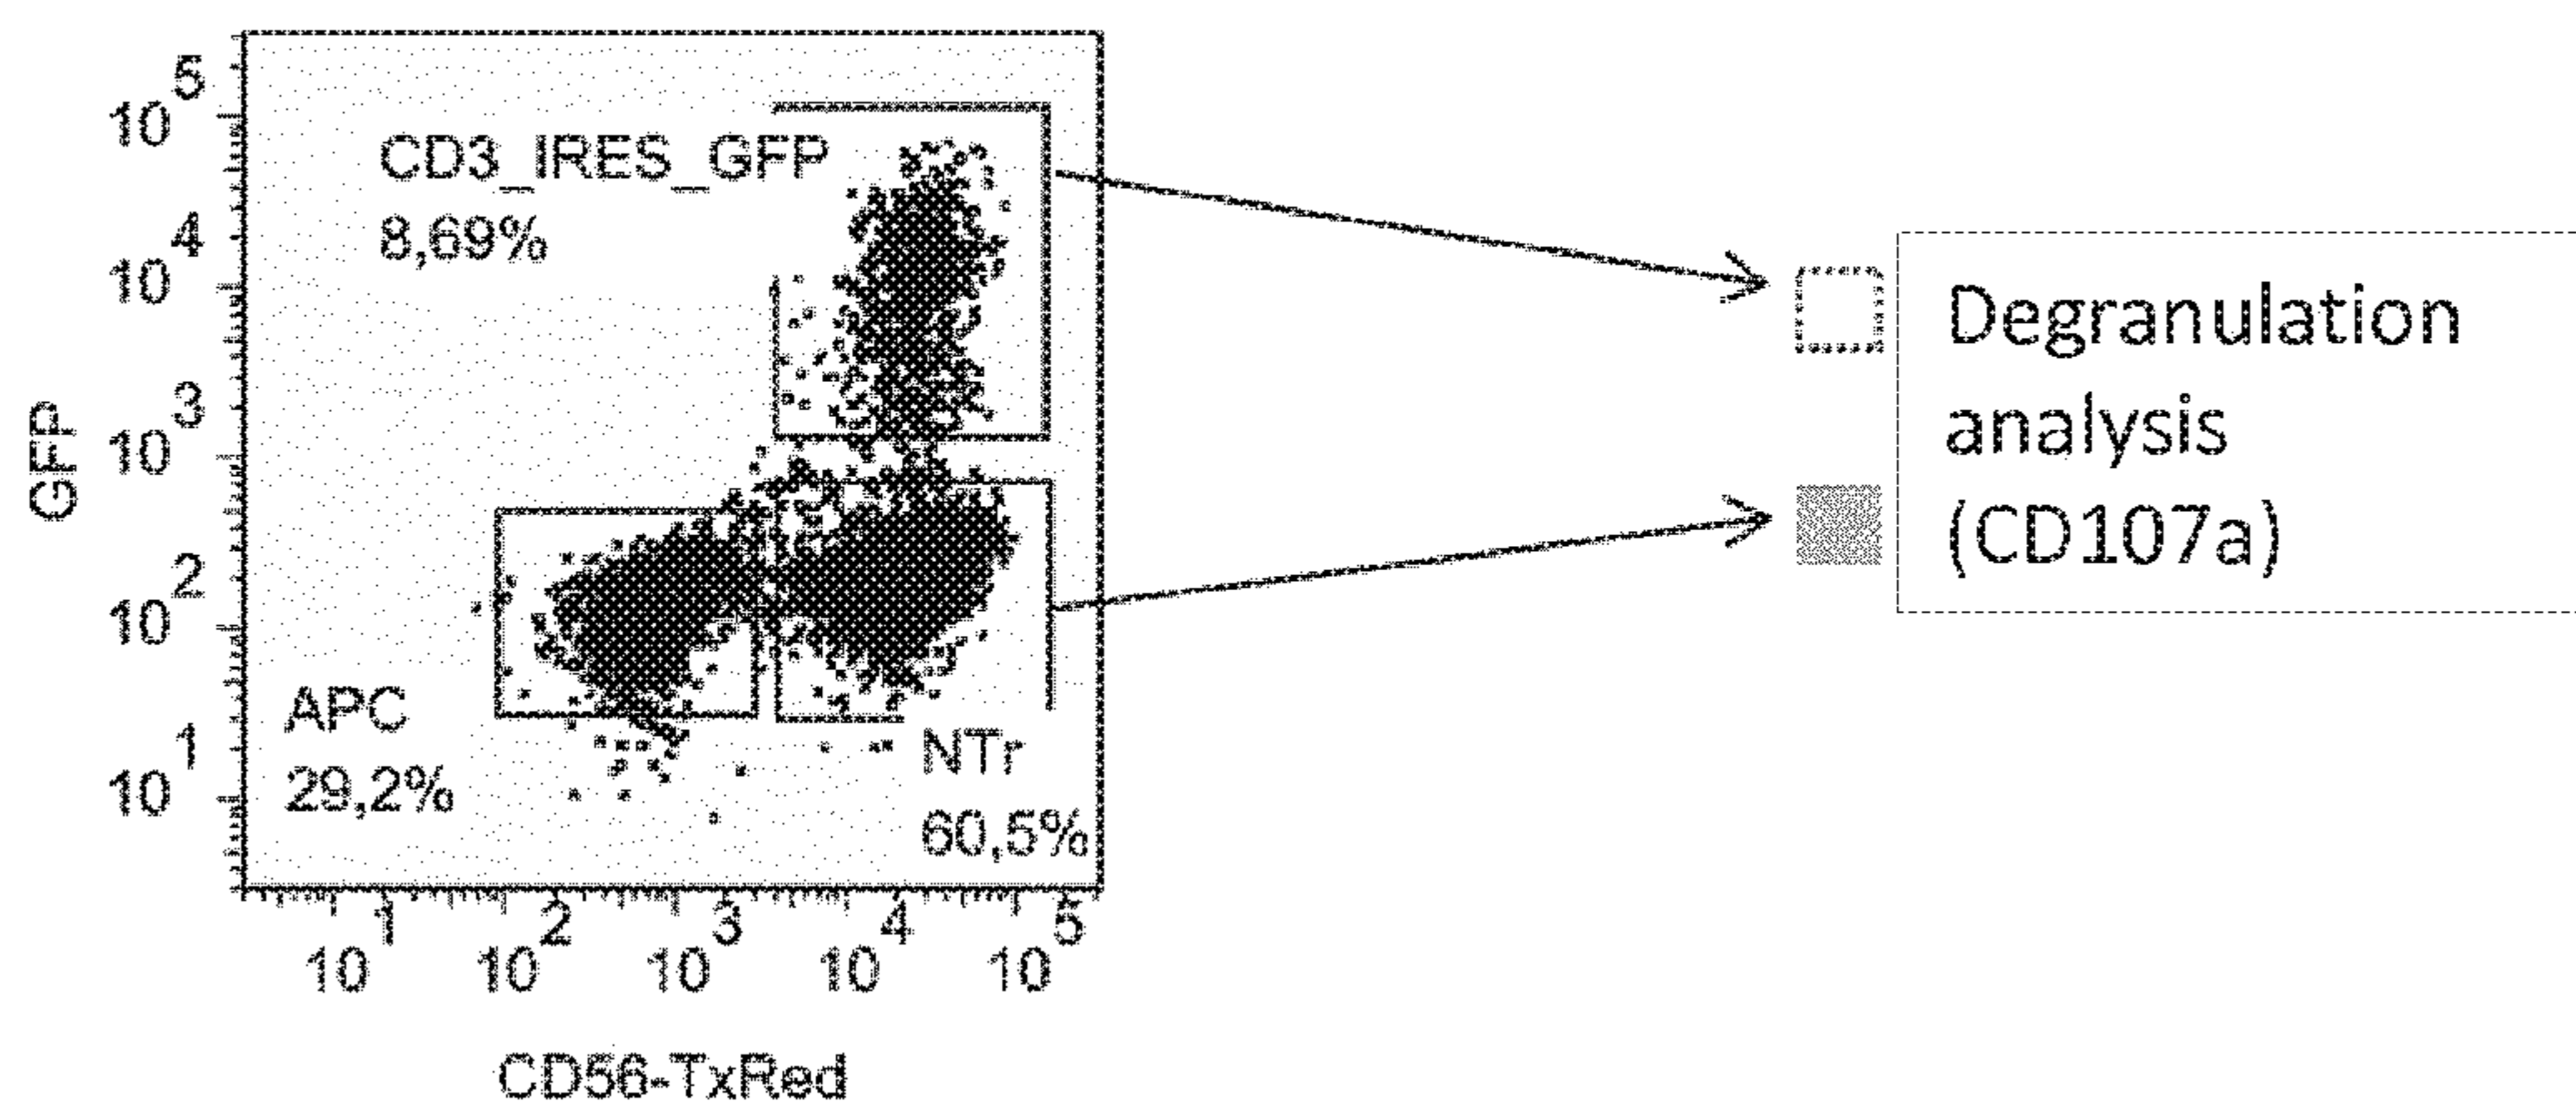 CD3_IRES_GFP
8,69%
APC
29,2%
NTr
60,5%
GFP
10^5
10^4
10^3
10^2
10^1
10^1 10^2 10^3 10^4 10^5
CD56-TxRed
Degranulation
analysis
(CD107a)